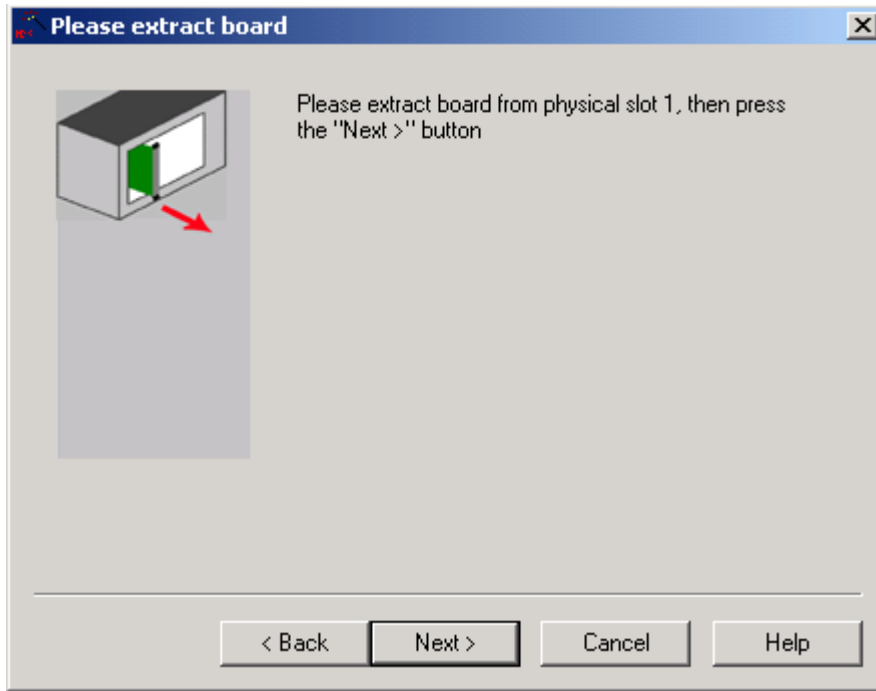 Please extract board
Please extract board from physical slot 1, then press
the "Next >" button
< Back
Next >
Cancel
Help